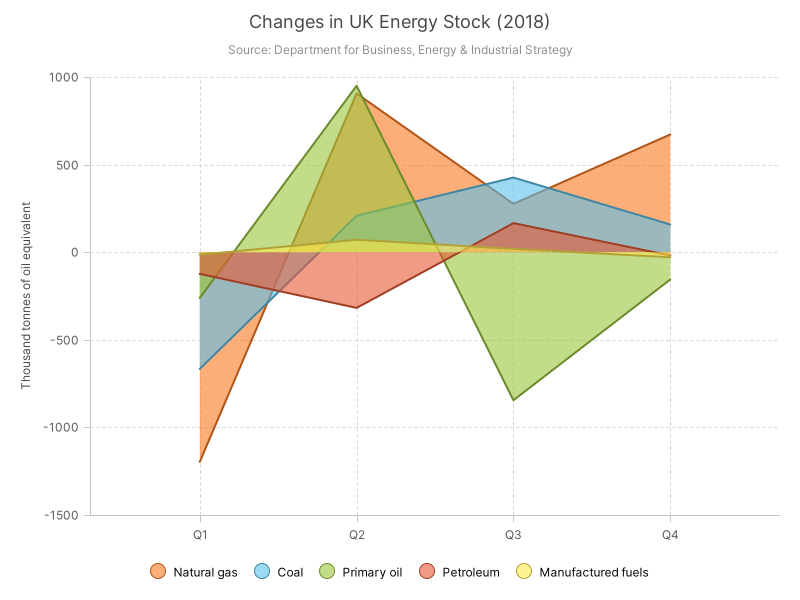 Changes in UK Energy Stock (2018)
Source: Department for Business, Energy & Industrial Strategy
Thousand tonnes of oil equivalent
1000
500
0
-500
-1000
-1500
Q1 Q2 Q3 Q4
Natural gas Coal Primary oil Petroleum Manufactured fuels